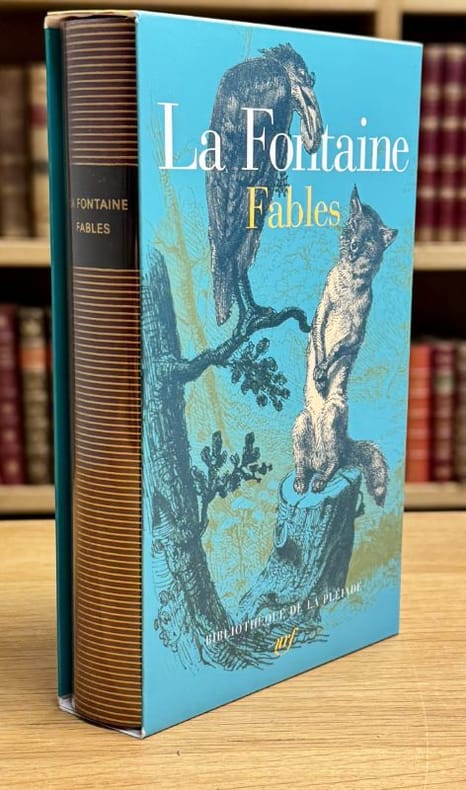 LA FONTAINE
FABLES
La Fontaine
Fables
BIBLIOTHÈQUE DE LA PLÉIADE
nrf